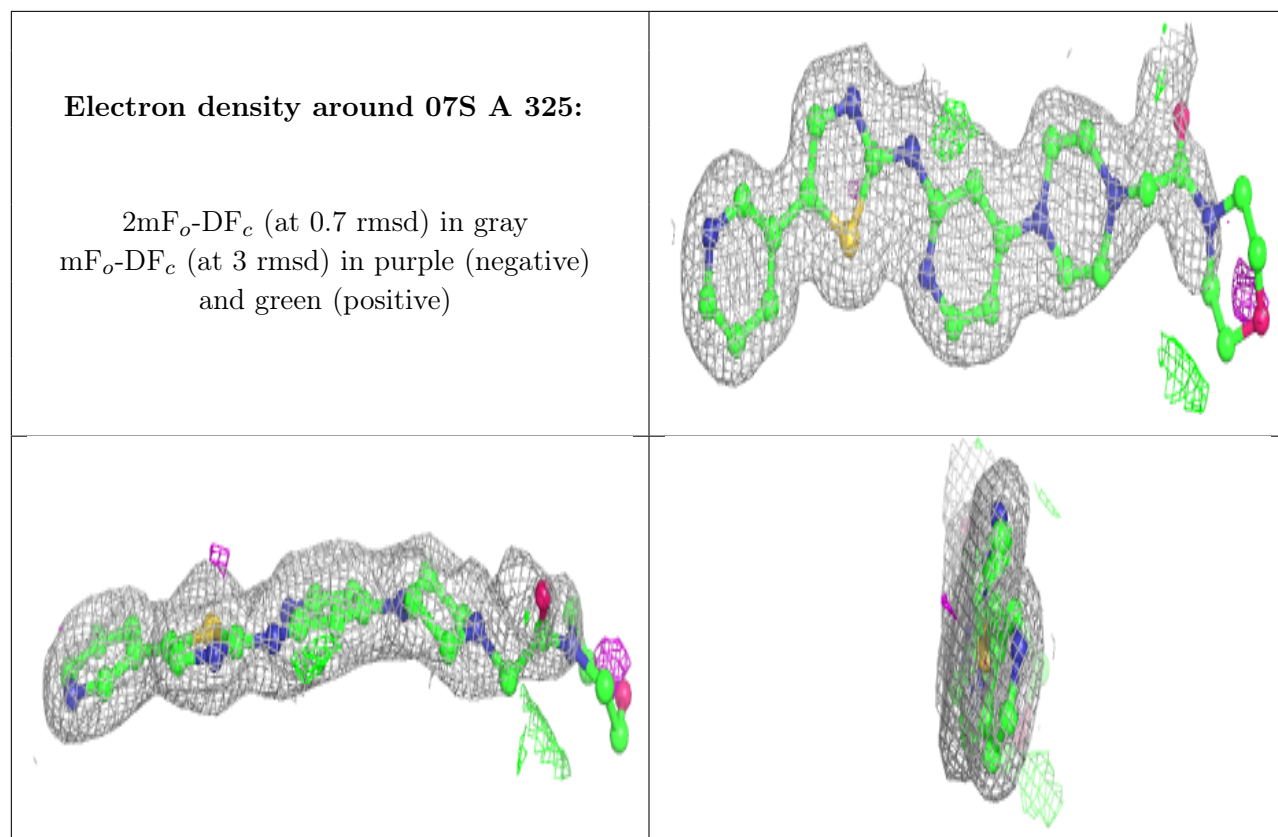 Electron density around 07S A 325:
2mFo-DFc (at 0.7 rmsd) in gray
mFo-DFc (at 3 rmsd) in purple (negative)
and green (positive)